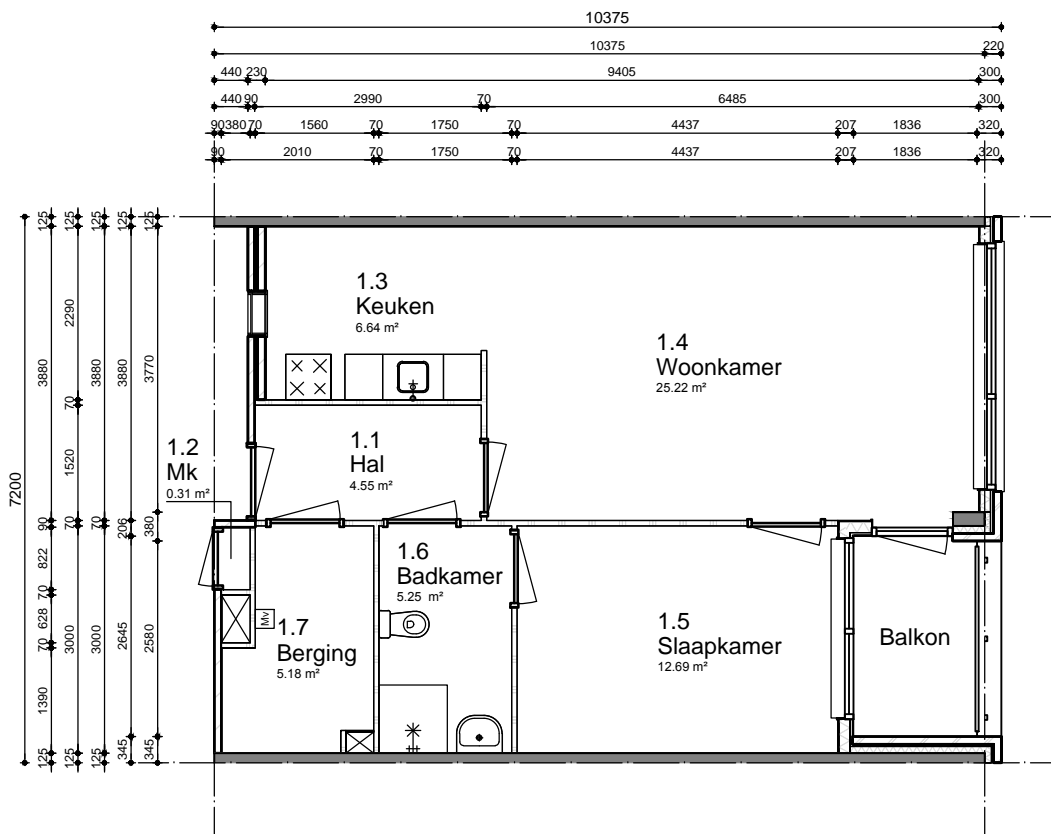 10375
10375 220
440 230 9405 300
440 90 2990 70 6485 300
90 380 70 1560 70 1750 70 4437 207 1836 320
90 2010 70 1750 70 4437 207 1836 320
7200
125 3880 90 822 70 628 70 1390 125
125 2290 70 1520 70 3000 125
125 3880 70 3000 125
125 3880 206 2645 345
125 3770 380 2580 345
1.3
Keuken
6.64 m²
1.4
Woonkamer
25.22 m²
1.1
Hal
4.55 m²
1.2
Mk
0.31 m²
1.6
Badkamer
5.25 m²
Mv
1.7
Berging
5.18 m²
1.5
Slaapkamer
12.69 m²
Balkon